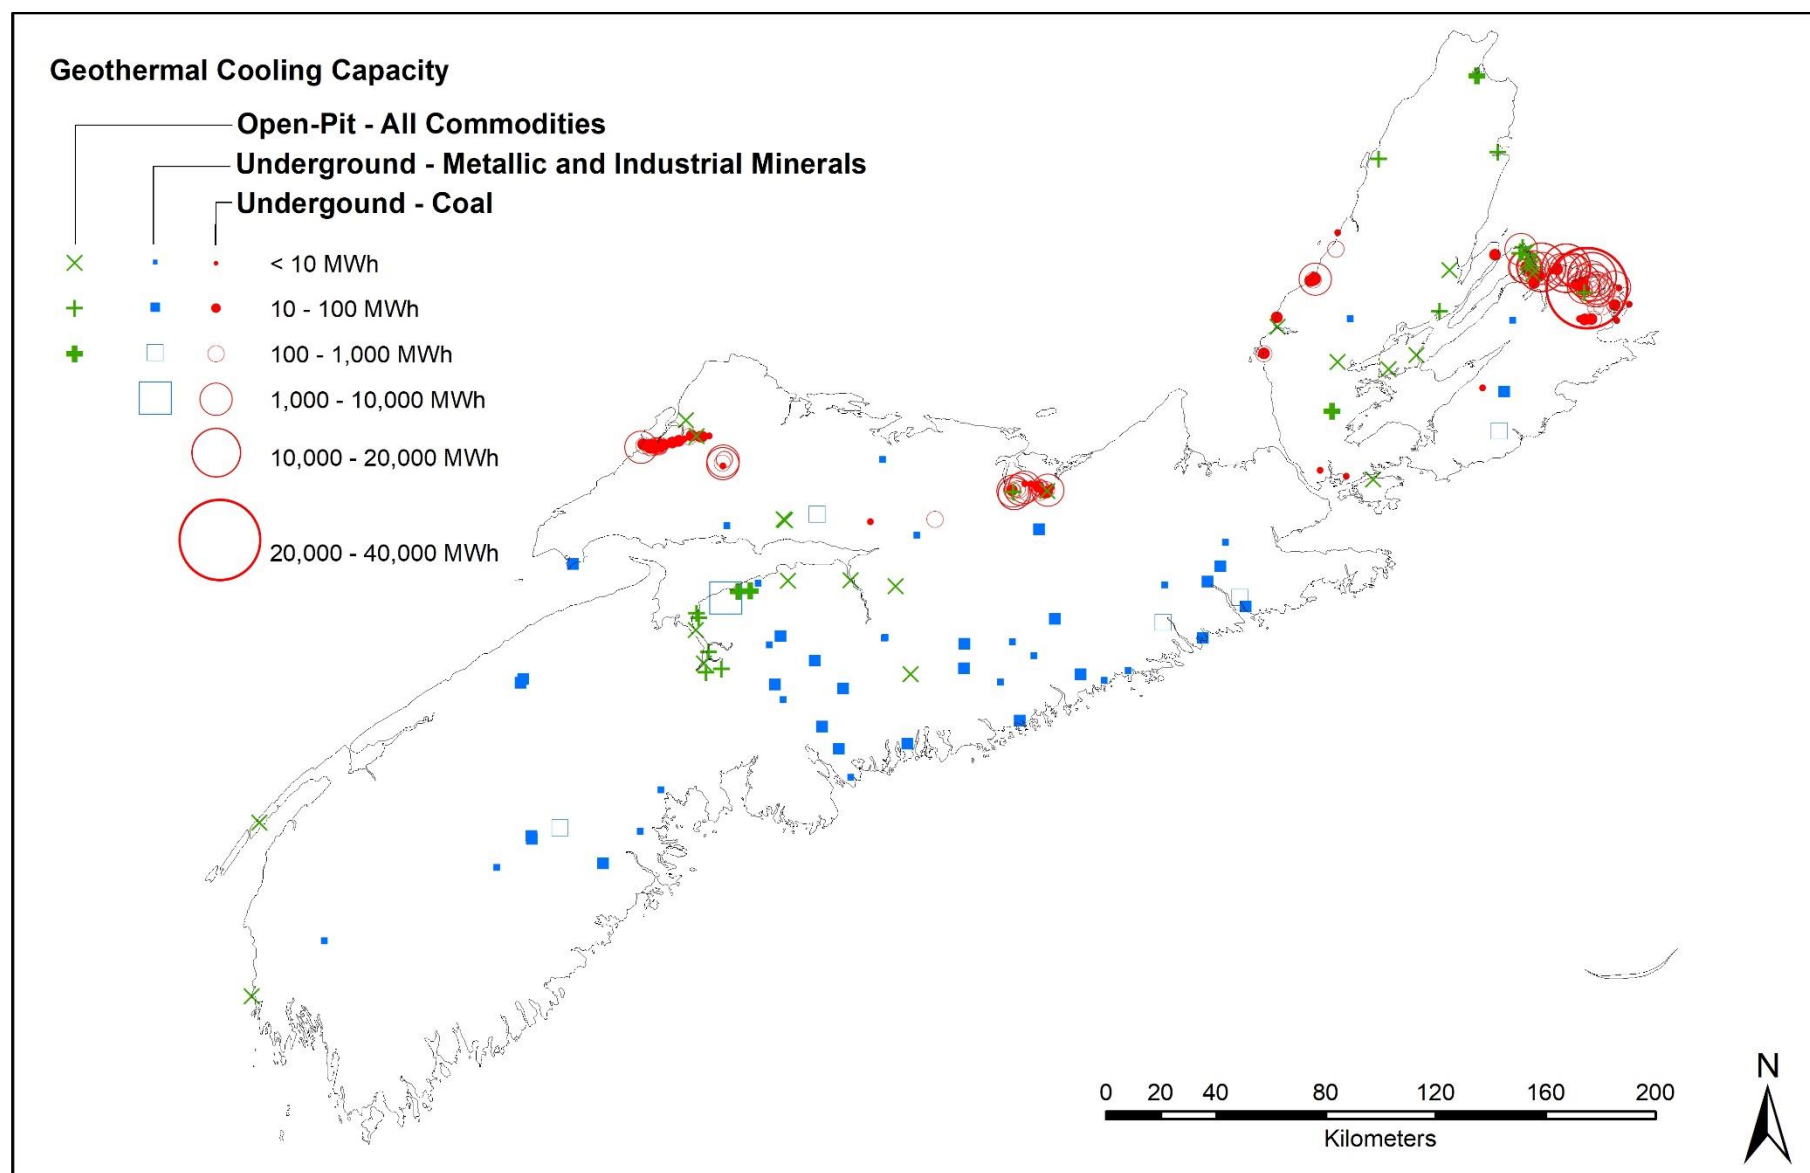 Geothermal Cooling Capacity
Open-Pit - All Commodities
Underground - Metallic and Industrial Minerals
Undergound - Coal
< 10 MWh
10 - 100 MWh
100 - 1,000 MWh
1,000 - 10,000 MWh
10,000 - 20,000 MWh
20,000 - 40,000 MWh
N
0 20 40 80 120 160 200
Kilometers